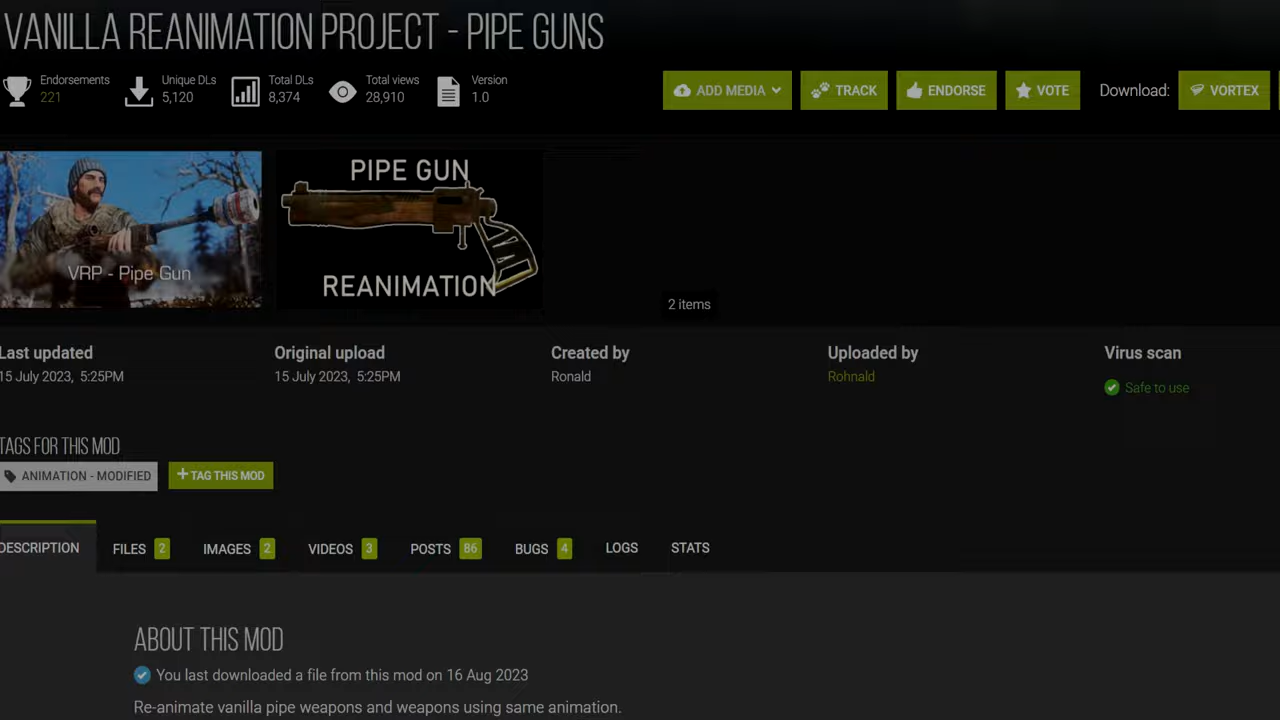 VANILLA REANIMATION PROJECT - PIPE GUNS
Endorsements
221
Unique DLs
5,120
Total DLs
8,374
Total views
28,910
Version
1.0
ADD MEDIA
TRACK
ENDORSE
VOTE
Download:
VORTEX
VRP - Pipe Gun
PIPE GUN
REANIMATION
2 items
Last updated
15 July 2023, 5:25PM
Original upload
15 July 2023, 5:25PM
Created by
Ronald
Uploaded by
Rohnald
Virus scan
Safe to use
TAGS FOR THIS MOD
ANIMATION - MODIFIED
+ TAG THIS MOD
DESCRIPTION
FILES 2
IMAGES 2
VIDEOS 3
POSTS 86
BUGS 4
LOGS
STATS
ABOUT THIS MOD
You last downloaded a file from this mod on 16 Aug 2023
Re-animate vanilla pipe weapons and weapons using same animation.